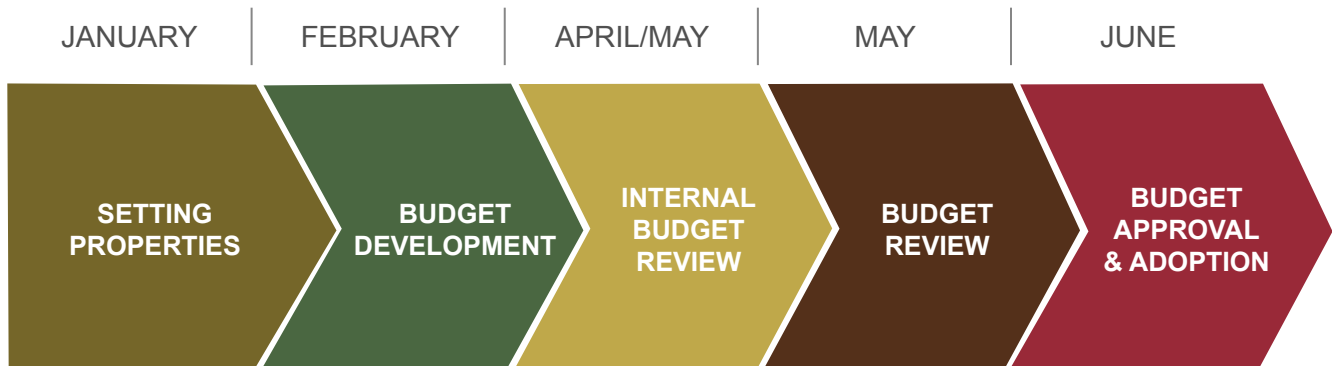 JANUARY
FEBRUARY
APRIL/MAY
MAY
JUNE
SETTING
PROPERTIES
BUDGET
DEVELOPMENT
INTERNAL
BUDGET
REVIEW
BUDGET
REVIEW
BUDGET
APPROVAL
& ADOPTION